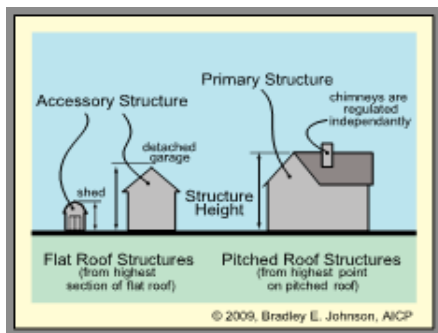 Primary Structure
Accessory Structure
chimneys are
regulated
independantly
detached
garage
shed
Structure
Height
Flat Roof Structures
(from highest
section of flat roof)
Pitched Roof Structures
(from highest point
on pitched roof)
© 2009, Bradley E. Johnson, AICP